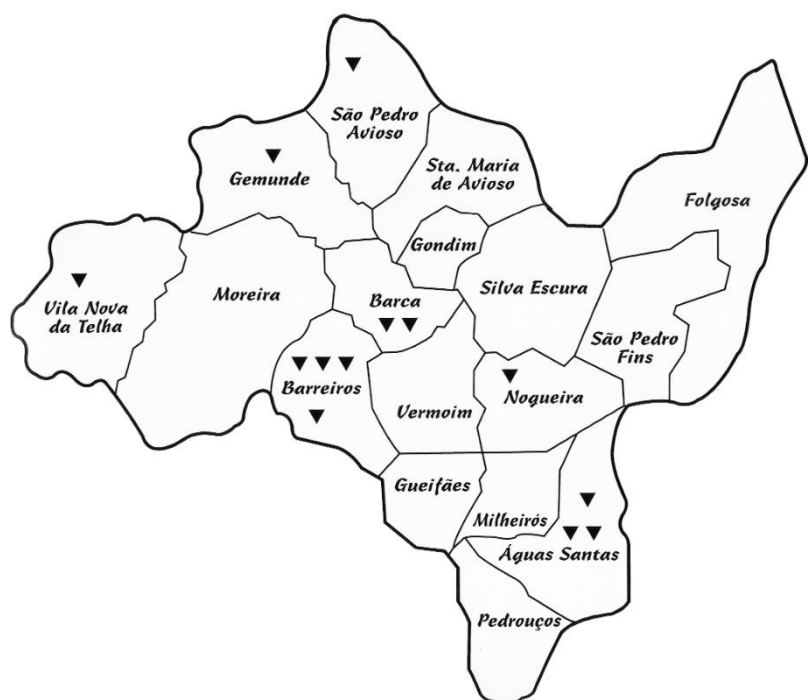 São Pedro
Avioso
Sta. Maria
de Avioso
Gemunde
Folgosa
Gondim
Silva Escura
Moreira
Vila Nova
da Telha
Barca
São Pedro
Fins
Barreiros
Nogueira
Vermoim
Gueifães
Milheirós
Águas Santas
Pedrouços